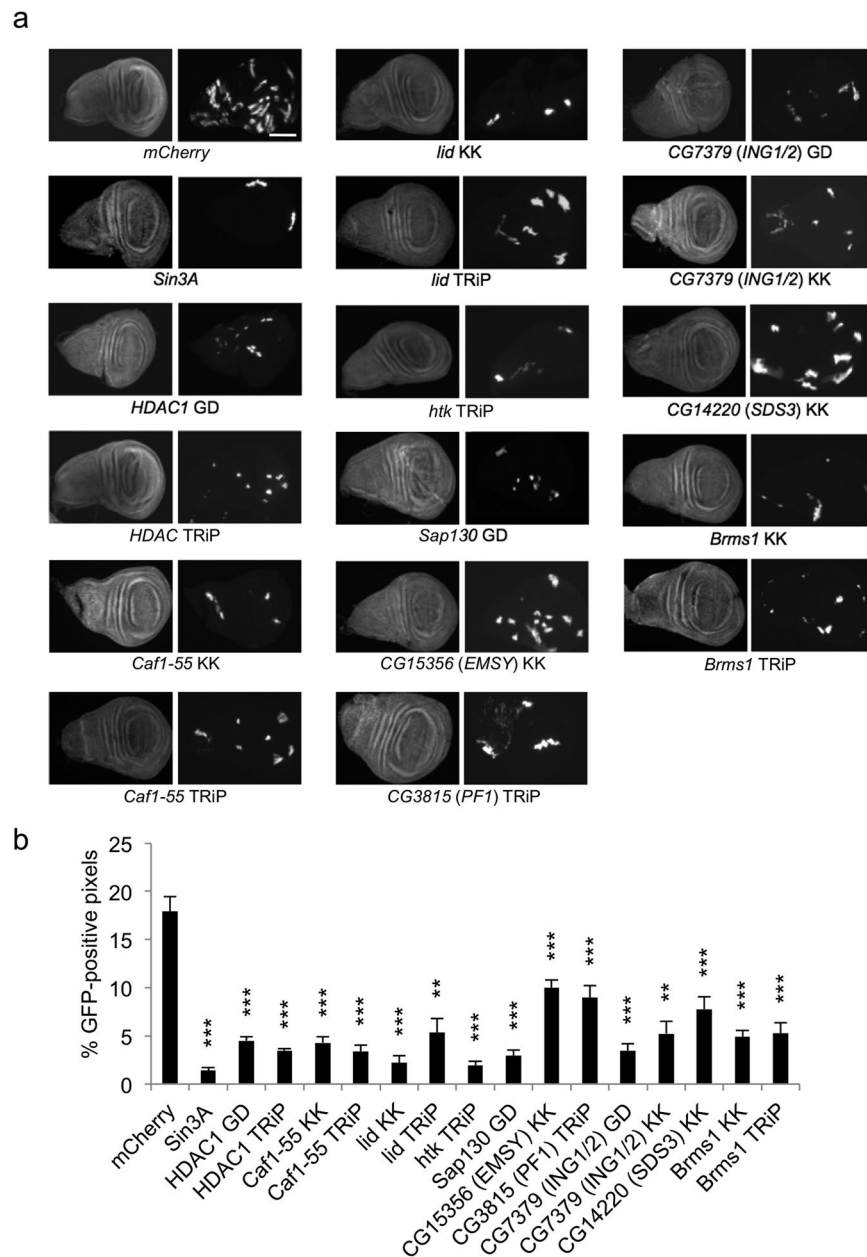 a
mCherry
lid KK
CG7379 (ING1/2) GD
Sin3A
lid TRiP
CG7379 (ING1/2) KK
HDAC1 GD
htk TRiP
CG14220 (SDS3) KK
HDAC TRiP
Sap130 GD
Brms1 KK
Caf1-55 KK
CG15356 (EMSY) KK
Brms1 TRiP
Caf1-55 TRiP
CG3815 (PF1) TRiP
b
% GFP-positive pixels
25
20
15
10
5
0
***
***
***
***
***
***
**
***
***
***
***
***
**
***
***
***
mCherry
Sin3A
HDAC1 GD
HDAC1 TRiP
Caf1-55 KK
Caf1-55 TRiP
lid KK
lid TRiP
htk TRiP
Sap130 GD
CG15356 (EMSY) KK
CG3815 (PF1) TRiP
CG7379 (ING1/2) GD
CG7379 (ING1/2) KK
CG14220 (SDS3) KK
Brms1 KK
Brms1 TRiP